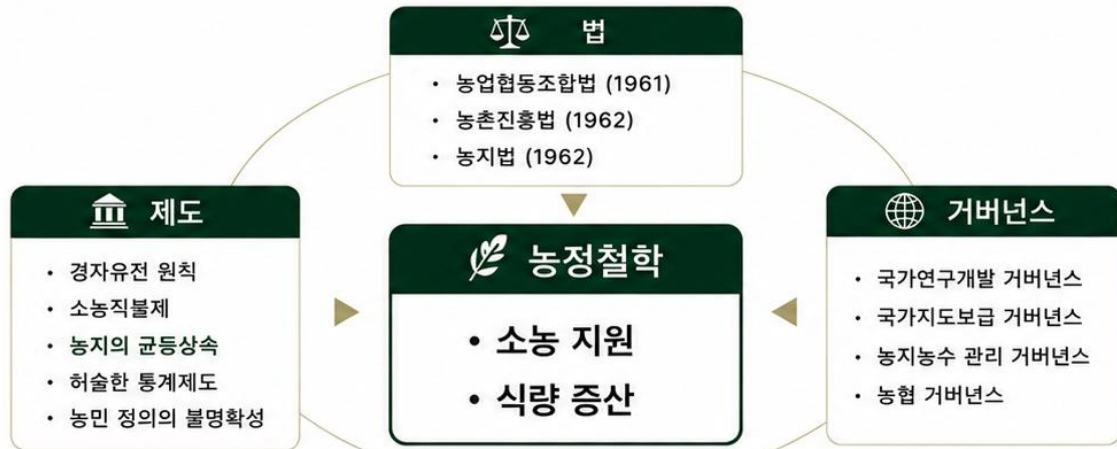 법
• 농업협동조합법 (1961)
• 농촌진흥법 (1962)
• 농지법 (1962)
제도
• 경자유전 원칙
• 소농직불제
• 농지의 균등상속
• 허술한 통계제도
• 농민 정의의 불명확성
농정철학
• 소농 지원
• 식량 증산
거버넌스
• 국가연구개발 거버넌스
• 국가지도보급 거버넌스
• 농지농수 관리 거버넌스
• 농협 거버넌스